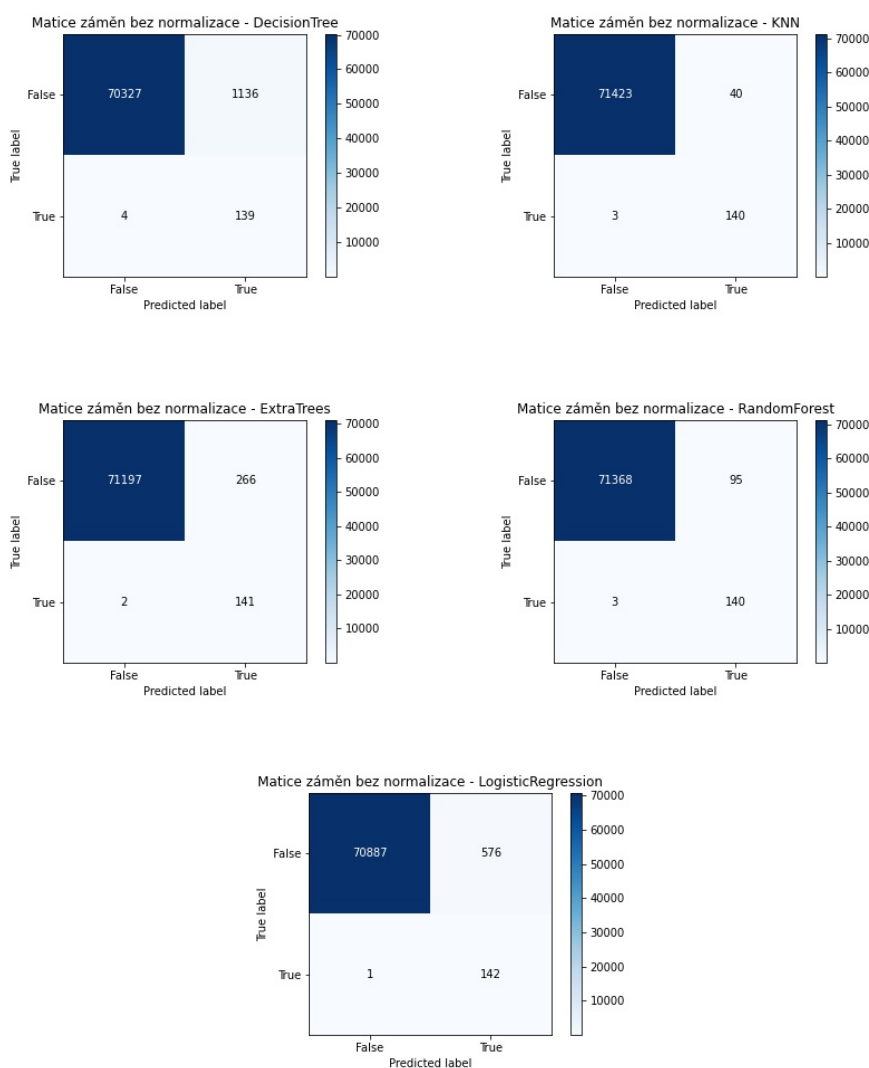 Matice záměn bez normalizace - DecisionTree
70000
60000
50000
40000
30000
20000
10000
True label
False
True
70327 1136
4 139
False True
Predicted label
Matice záměn bez normalizace - KNN
70000
60000
50000
40000
30000
20000
10000
True label
False
True
71423 40
3 140
False True
Predicted label
Matice záměn bez normalizace - ExtraTrees
70000
60000
50000
40000
30000
20000
10000
True label
False
True
71197 266
2 141
False True
Predicted label
Matice záměn bez normalizace - RandomForest
70000
60000
50000
40000
30000
20000
10000
True label
False
True
71368 95
3 140
False True
Predicted label
Matice záměn bez normalizace - LogisticRegression
70000
60000
50000
40000
30000
20000
10000
True label
False
True
70887 576
1 142
False True
Predicted label